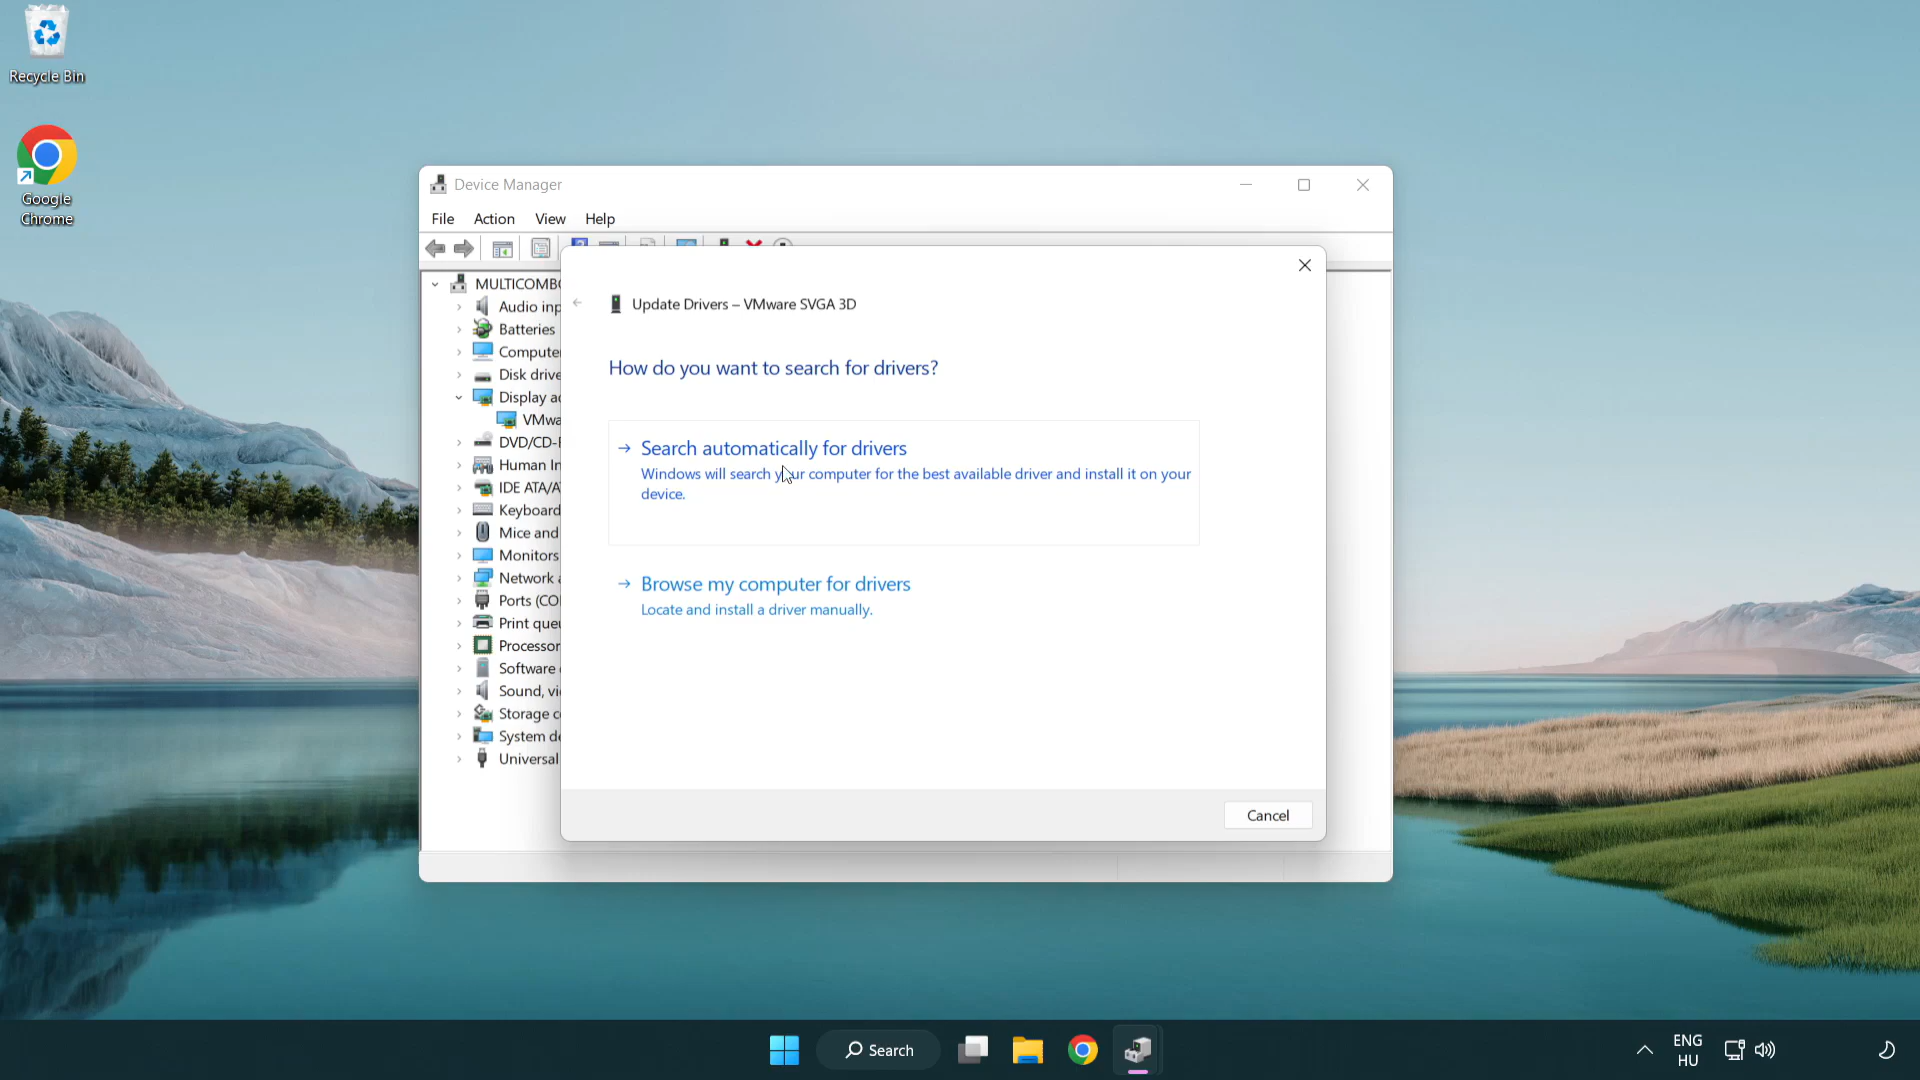 Recycle Bin
Google
Chrome
Device Manager
File Action View Help
MULTICOMBO
Audio inp
Batteries
Compute
Disk drive
Display a
VMwa
DVD/CD-R
Human In
IDE ATA/A
Keyboard
Mice and
Monitors
Network a
Ports (CO
Print que
Processor
Software
Sound, vi
Storage c
System de
Universal
Update Drivers – VMware SVGA 3D
How do you want to search for drivers?
Search automatically for drivers
Windows will search your computer for the best available driver and install it on your
device.
Browse my computer for drivers
Locate and install a driver manually.
Cancel
Search
ENG
HU